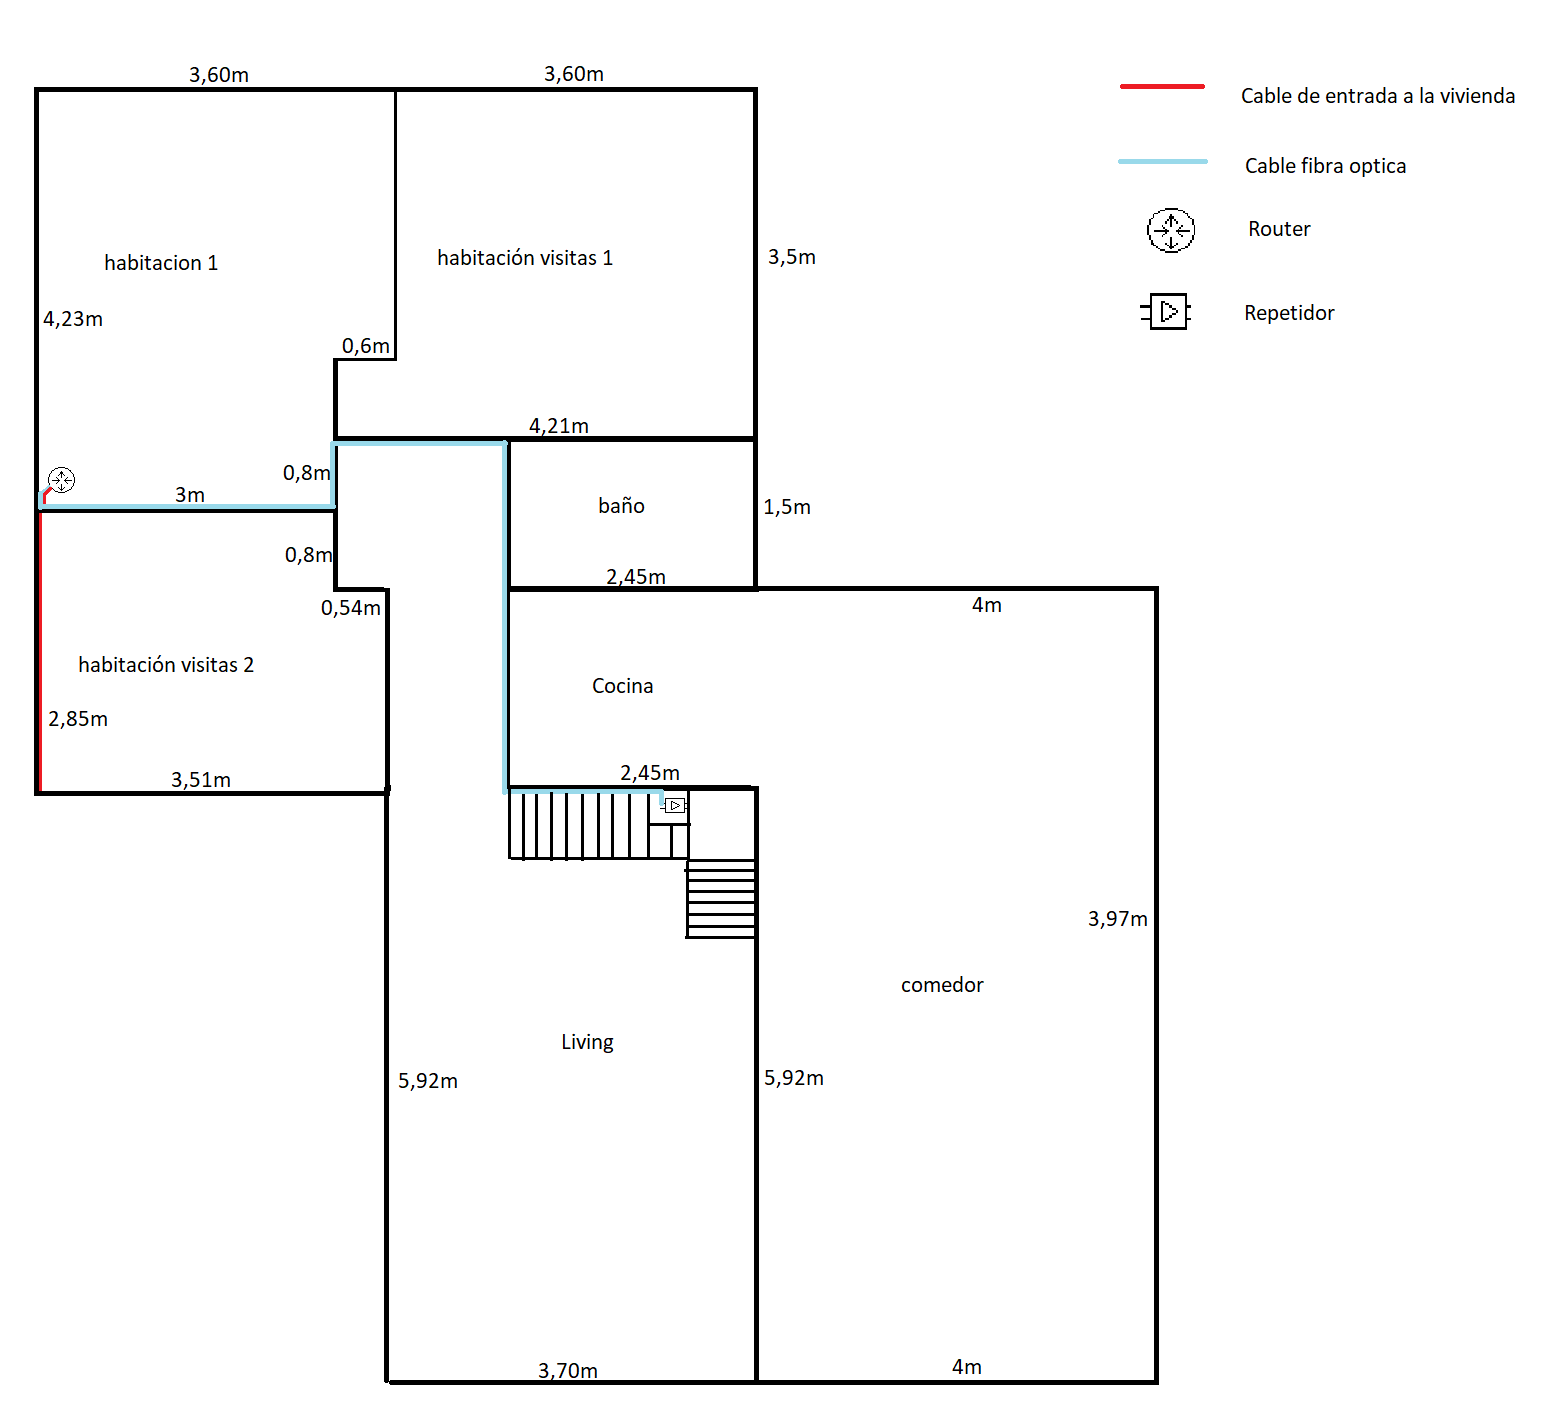 3,60m
3,60m
Cable de entrada a la vivienda
Cable fibra optica
Router
habitacion 1
habitación visitas 1
3,5m
Repetidor
4,23m
0,6m
4,21m
0,8m
3m
baño
1,5m
0,8m
2,45m
0,54m
4m
habitación visitas 2
Cocina
2,85m
3,51m
2,45m
3,97m
comedor
Living
5,92m
5,92m
3,70m
4m